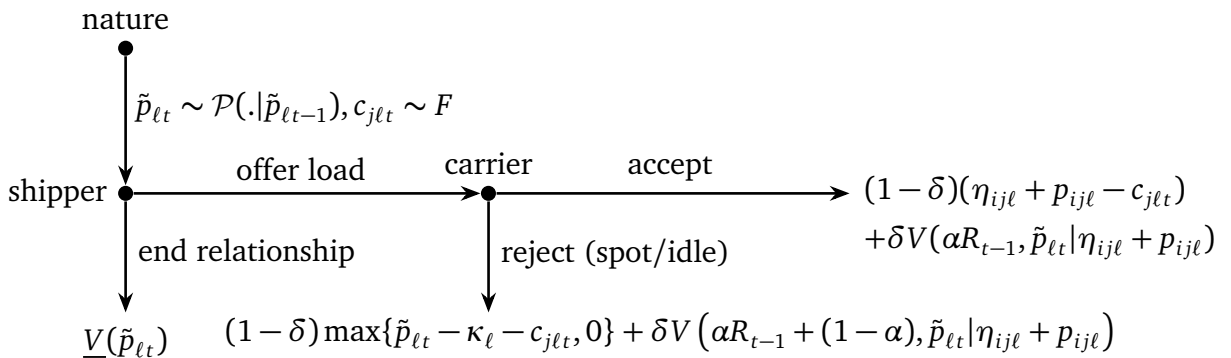 nature
p̃_{ℓt} ∼ 𝒫(.|p̃_{ℓt−1}), c_{jℓt} ∼ F
offer load
carrier
accept
shipper
(1 − δ)(η_{ijℓ} + p_{ijℓ} − c_{jℓt})
+δV(αR_{t−1}, p̃_{ℓt}|η_{ijℓ} + p_{ijℓ})
end relationship
reject (spot/idle)
V̲(p̃_{ℓt})
(1 − δ) max{p̃_{ℓt} − κ_ℓ − c_{jℓt}, 0} + δV (αR_{t−1} + (1 − α), p̃_{ℓt}|η_{ijℓ} + p_{ijℓ})